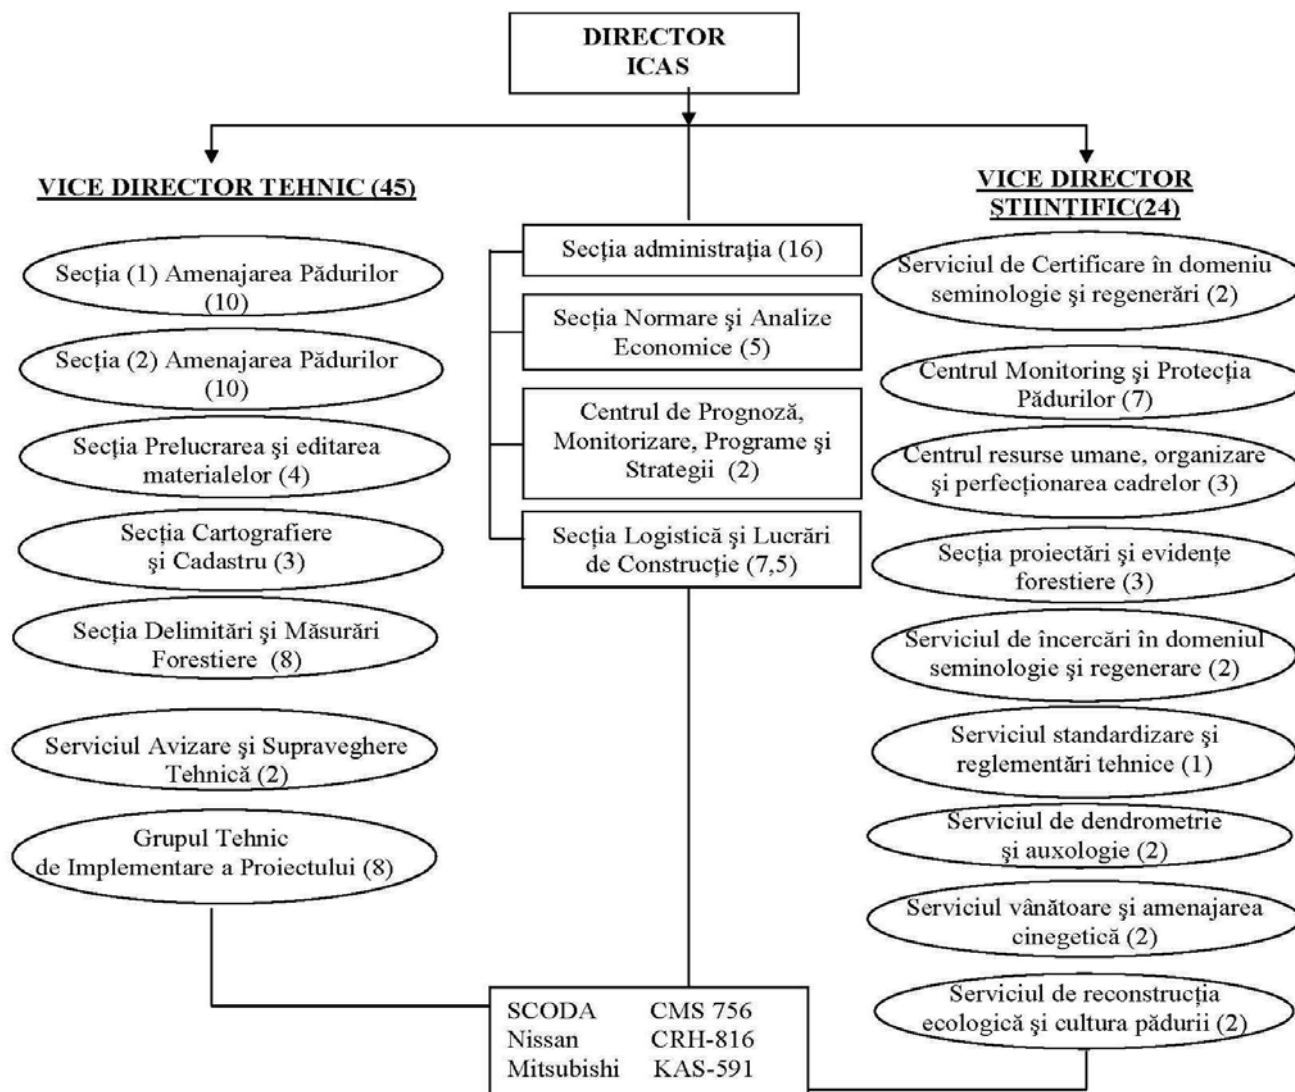 DIRECTOR
ICAS
VICE DIRECTOR TEHNIC (45)
Secţia (1) Amenajarea Pădurilor
(10)
Secţia (2) Amenajarea Pădurilor
(10)
Secţia Prelucrarea şi editarea
materialelor (4)
Secţia Cartografiere
şi Cadastru (3)
Secţia Delimitări şi Măsurări
Forestiere (8)
Serviciul Avizare şi Supraveghere
Tehnică (2)
Grupul Tehnic
de Implementare a Proiectului (8)
Secţia administraţia (16)
Secţia Normare şi Analize
Economice (5)
Centrul de Prognoză,
Monitorizare, Programe şi
Strategii (2)
Secţia Logistică şi Lucrări
de Construcţie (7,5)
VICE DIRECTOR
ŞTIINŢIFIC(24)
Serviciul de Certificare în domeniu
seminologie şi regenerări (2)
Centrul Monitoring şi Protecţia
Pădurilor (7)
Centrul resurse umane, organizare
şi perfecţionarea cadrelor (3)
Secţia proiectări şi evidenţe
forestiere (3)
Serviciul de încercări în domeniul
seminologie şi regenerare (2)
Serviciul standardizare şi
reglementări tehnice (1)
Serviciul de dendrometrie
şi auxologie (2)
Serviciul vânătoare şi amenajarea
cinegetică (2)
Serviciul de reconstrucţia
ecologică şi cultura pădurii (2)
SCODA CMS 756
Nissan CRH-816
Mitsubishi KAS-591